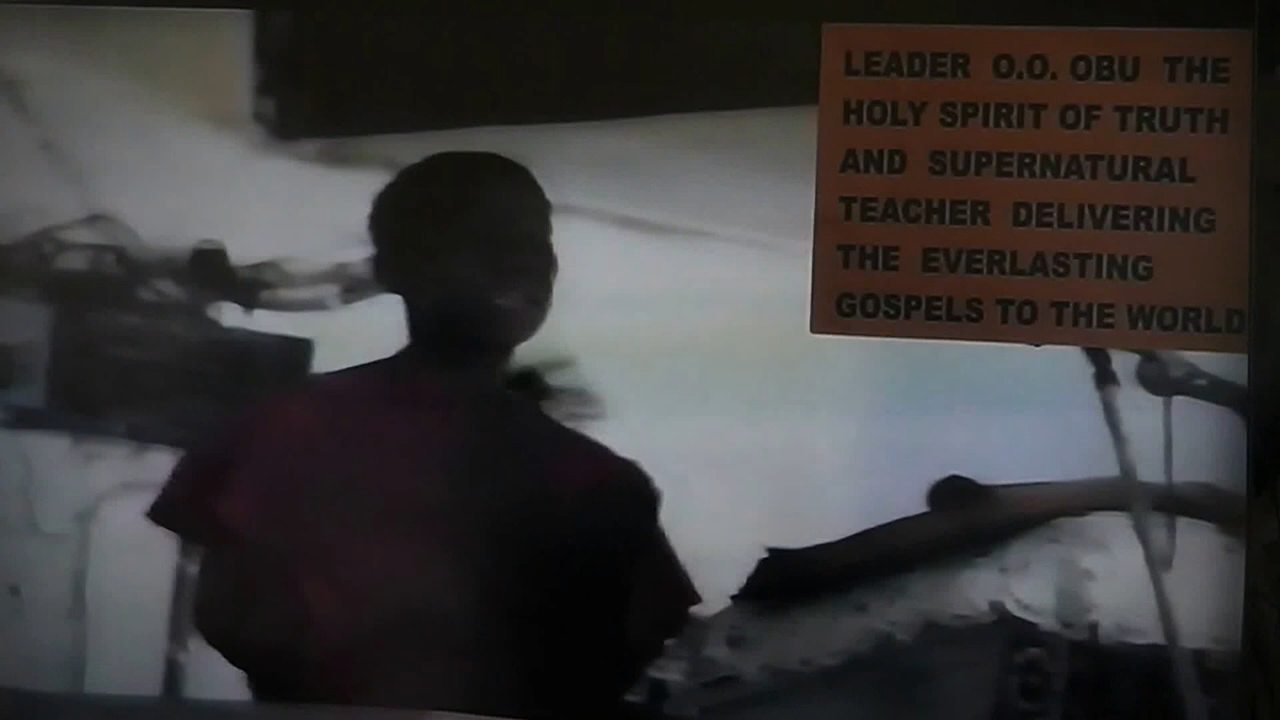 LEADER O.O. OBU THE
HOLY SPIRIT OF TRUTH
AND SUPERNATURAL
TEACHER DELIVERING
THE EVERLASTING
GOSPELS TO THE WORLD